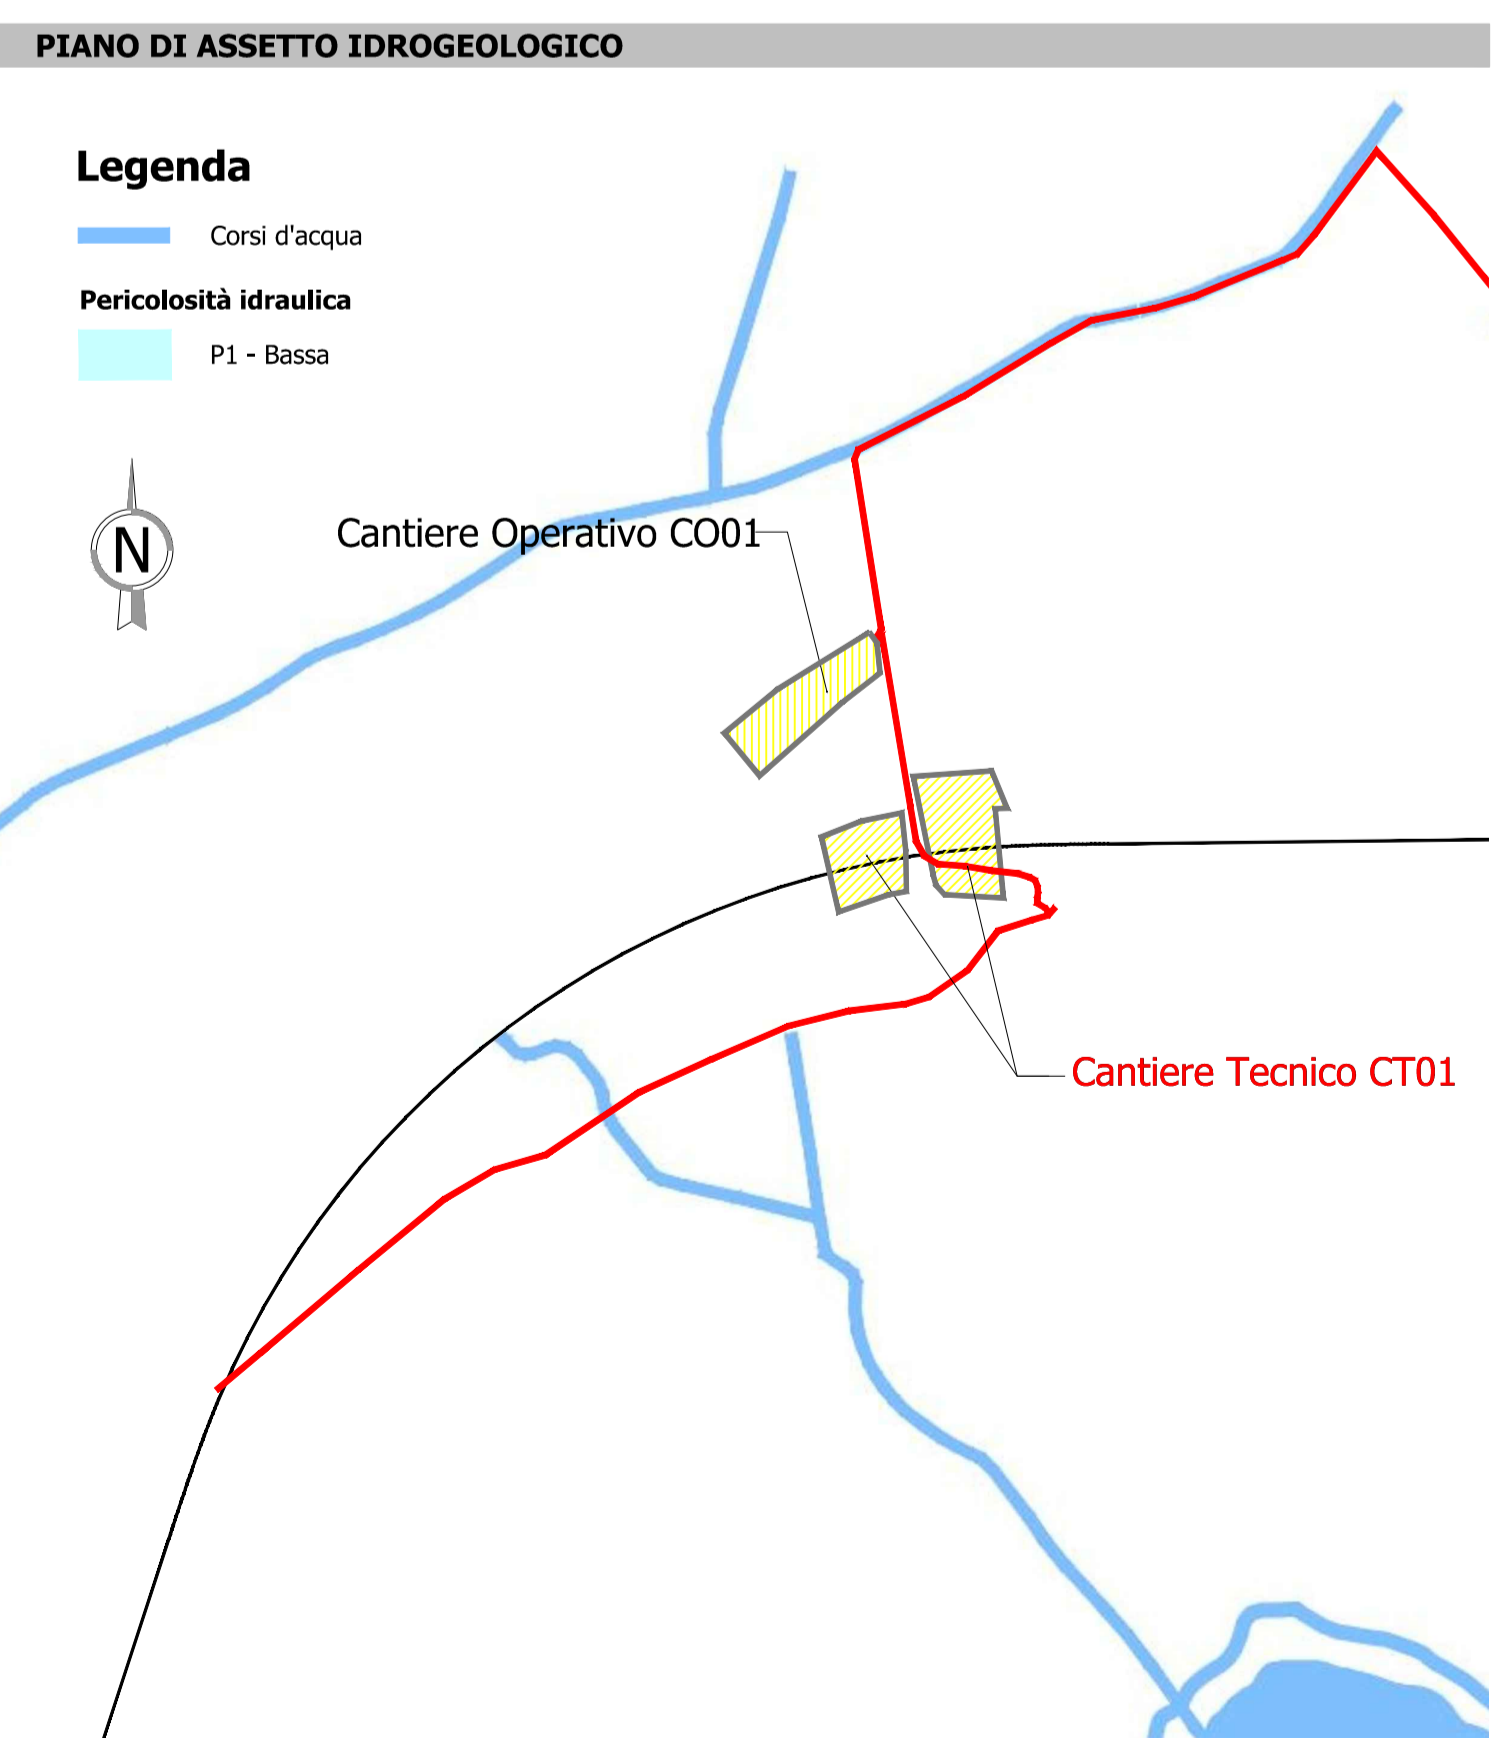 PIANO DI ASSETTO IDROGEOLOGICO
Legenda
Corsi d'acqua
Pericolosità idraulica
P1 - Bassa
N
Cantiere Operativo CO01
Cantiere Tecnico CT01